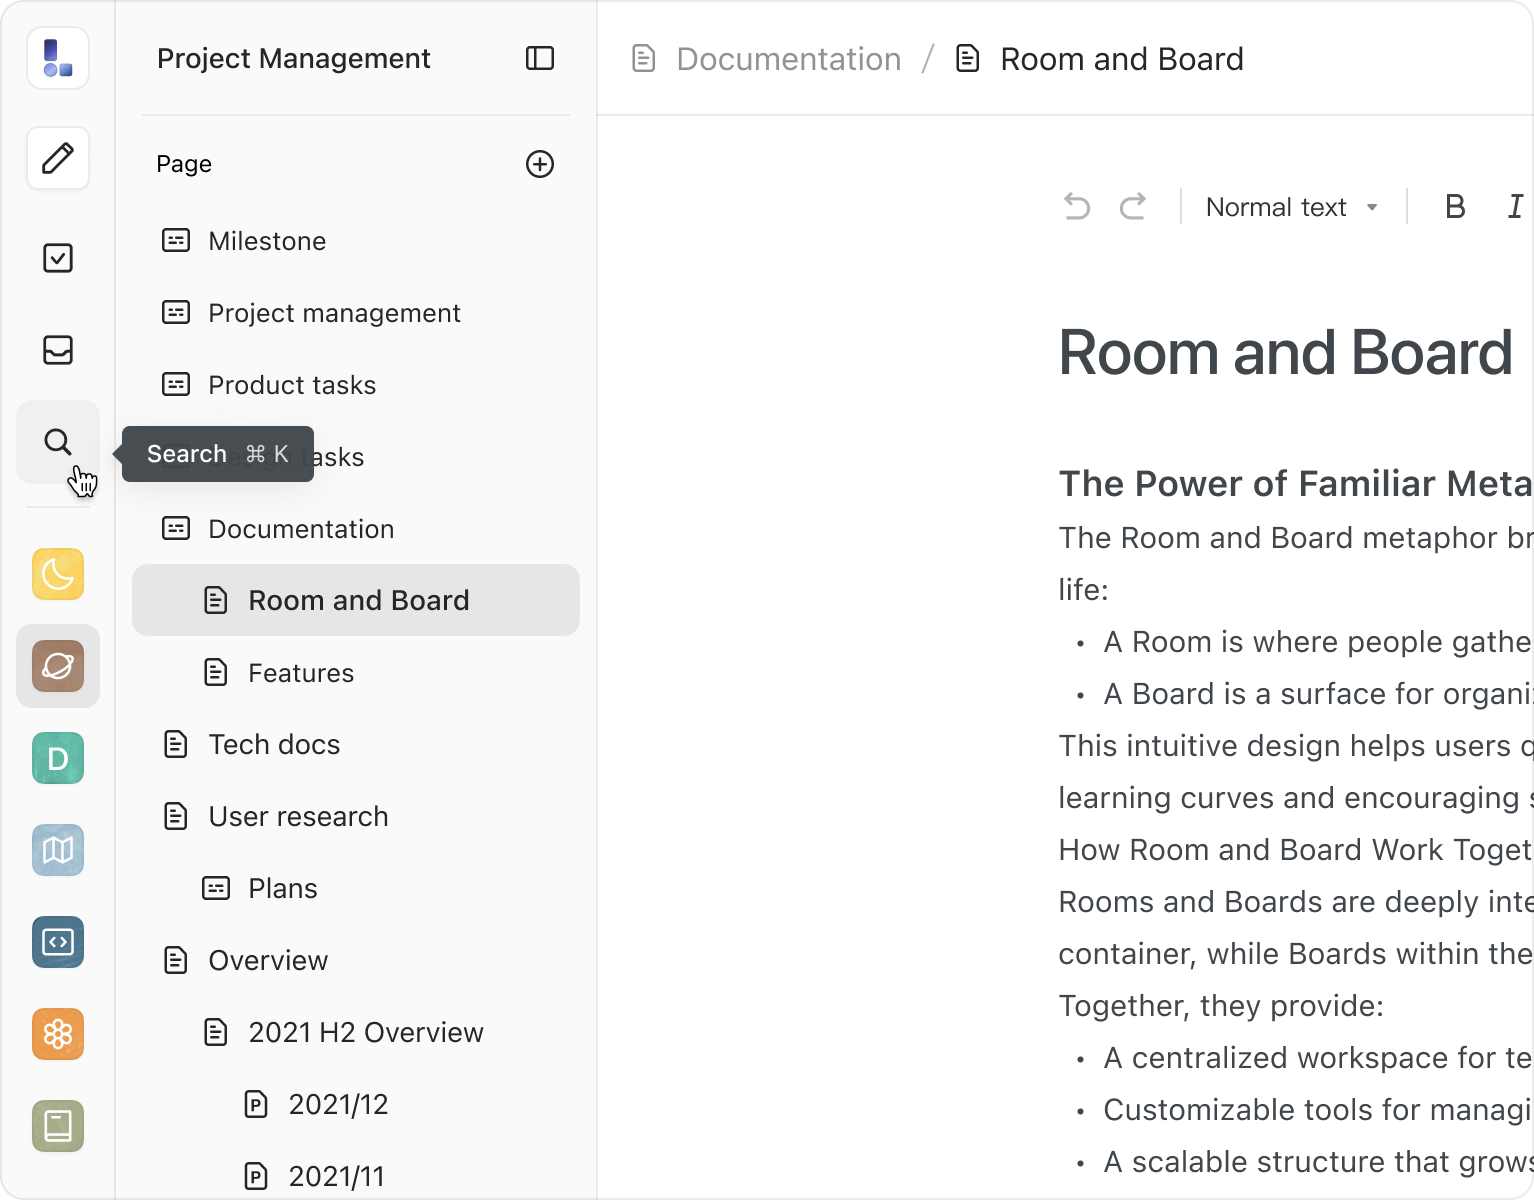 Project Management
Documentation / Room and Board
Page
Normal text
B I
Milestone
Project management
Product tasks
Search ⌘ K
tasks
Documentation
Room and Board
Features
Tech docs
User research
Plans
Overview
2021 H2 Overview
P 2021/12
P 2021/11
D
Room and Board
The Power of Familiar Meta
The Room and Board metaphor br
life:
• A Room is where people gathe
• A Board is a surface for organi
This intuitive design helps users q
learning curves and encouraging s
How Room and Board Work Toget
Rooms and Boards are deeply inte
container, while Boards within the
Together, they provide:
• A centralized workspace for te
• Customizable tools for managi
• A scalable structure that grows